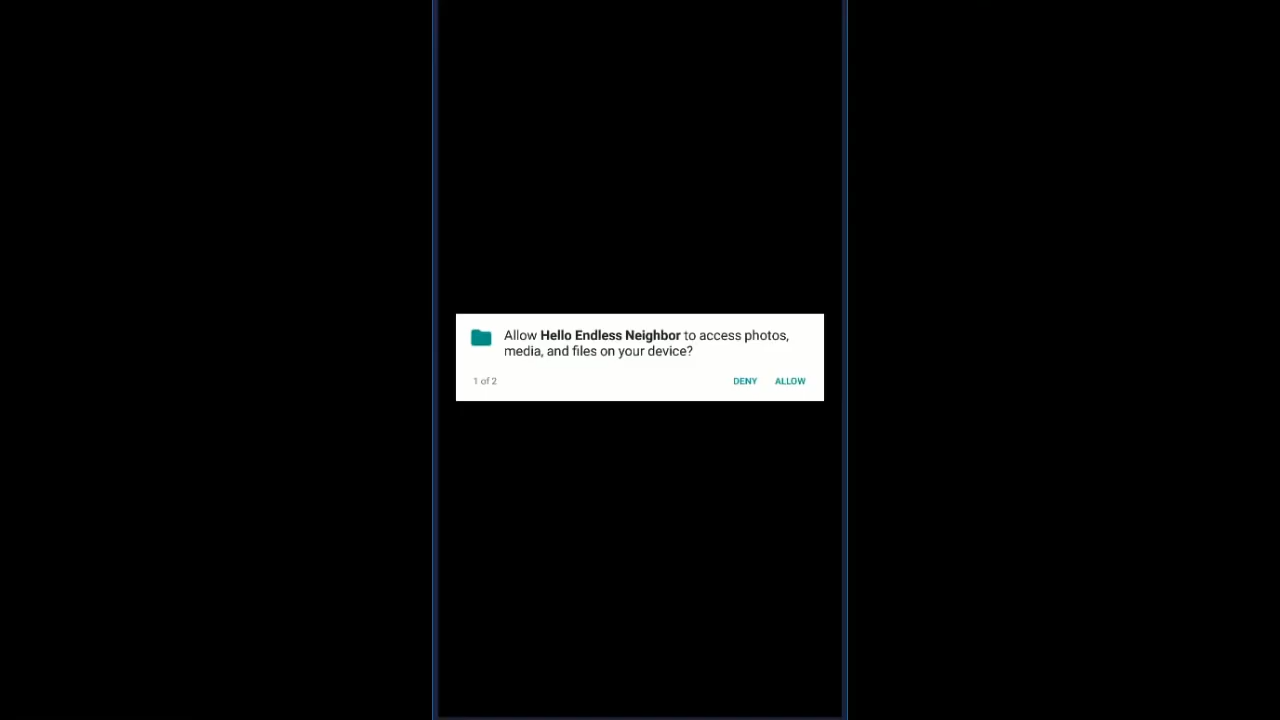 Allow Hello Endless Neighbor to access photos,
media, and files on your device?
1 of 2
DENY ALLOW